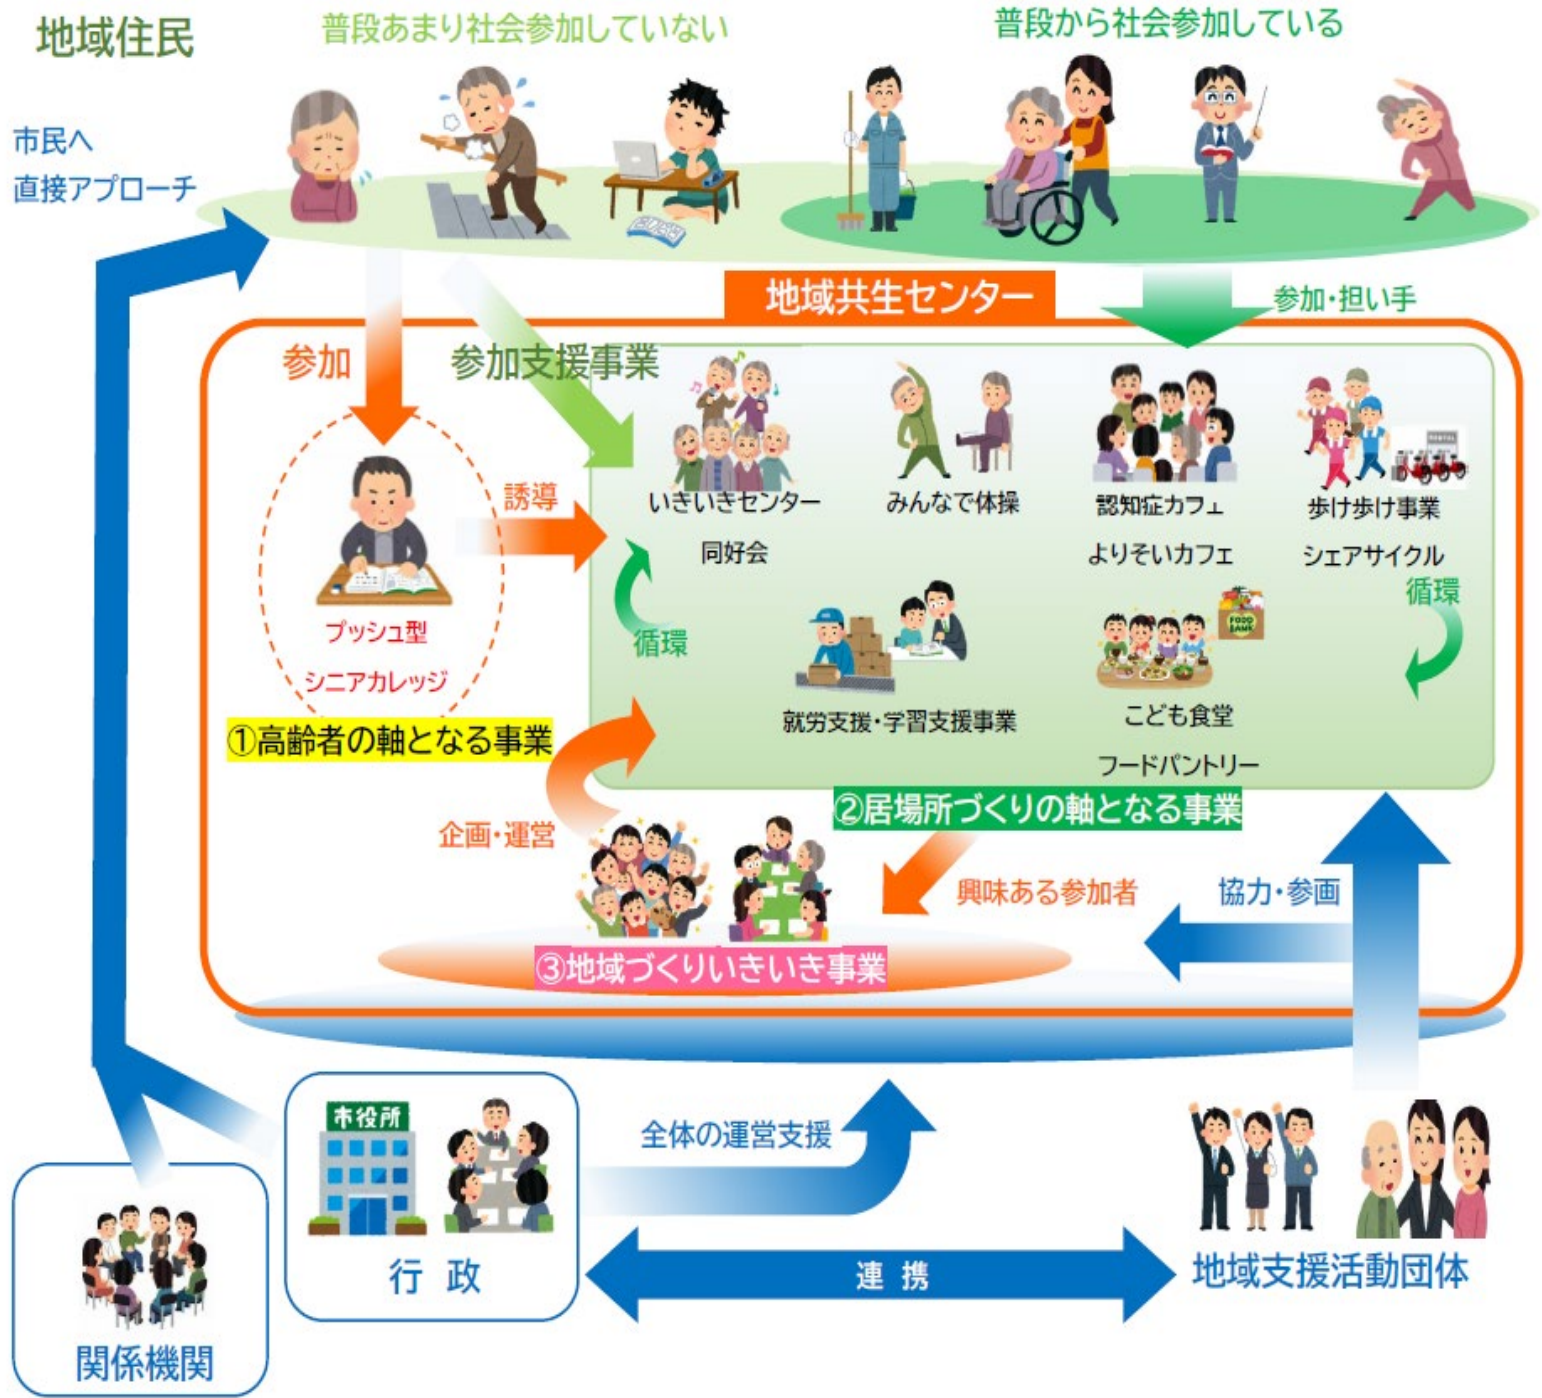 地域住民
普段あまり社会参加していない
普段から社会参加している
市民へ
直接アプローチ
地域共生センター
参加・担い手
参加
参加支援事業
誘導
いきいきセンター
同好会
みんなで体操
認知症カフェ
よりそいカフェ
歩け歩け事業
シェアサイクル
循環
循環
プッシュ型
シニアカレッジ
FOOD
BANK
就労支援・学習支援事業
こども食堂
フードパントリー
①高齢者の軸となる事業
②居場所づくりの軸となる事業
企画・運営
興味ある参加者
協力・参画
③地域づくりいきいき事業
市役所
全体の運営支援
行 政
連 携
地域支援活動団体
関係機関